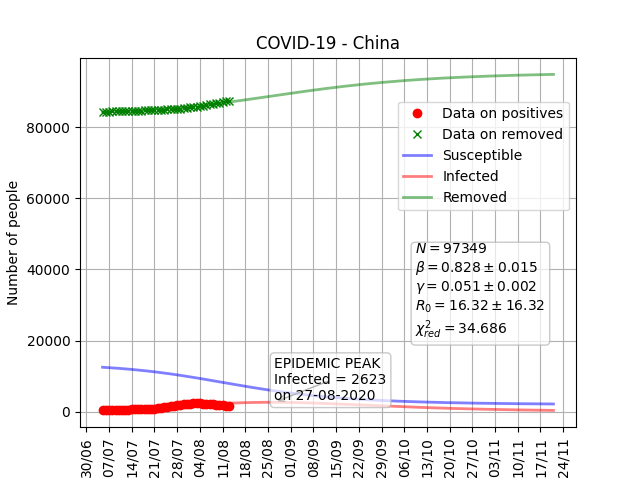 COVID-19 - China
Number of people
80000
60000
40000
20000
0
Data on positives
Data on removed
Susceptible
Infected
Removed
N = 97349
β = 0.828 ± 0.015
γ = 0.051 ± 0.002
R₀ = 16.32 ± 16.32
χ²_red = 34.686
EPIDEMIC PEAK
Infected = 2623
on 27-08-2020
30/06
07/07
14/07
21/07
28/07
04/08
11/08
18/08
25/08
01/09
08/09
15/09
22/09
29/09
06/10
13/10
20/10
27/10
03/11
10/11
17/11
24/11